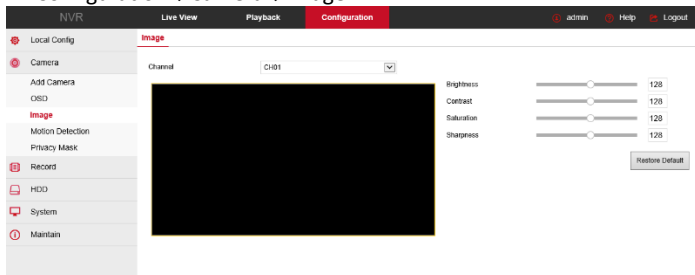 NVR Live View Playback Configuration admin Help Logout
Local Config
Camera
Add Camera
OSD
Image
Motion Detection
Privacy Mask
Record
HDD
System
Maintain
Image
Channel CH01
Brightness 128
Contrast 128
Saturation 128
Sharpness 128
Restore Default